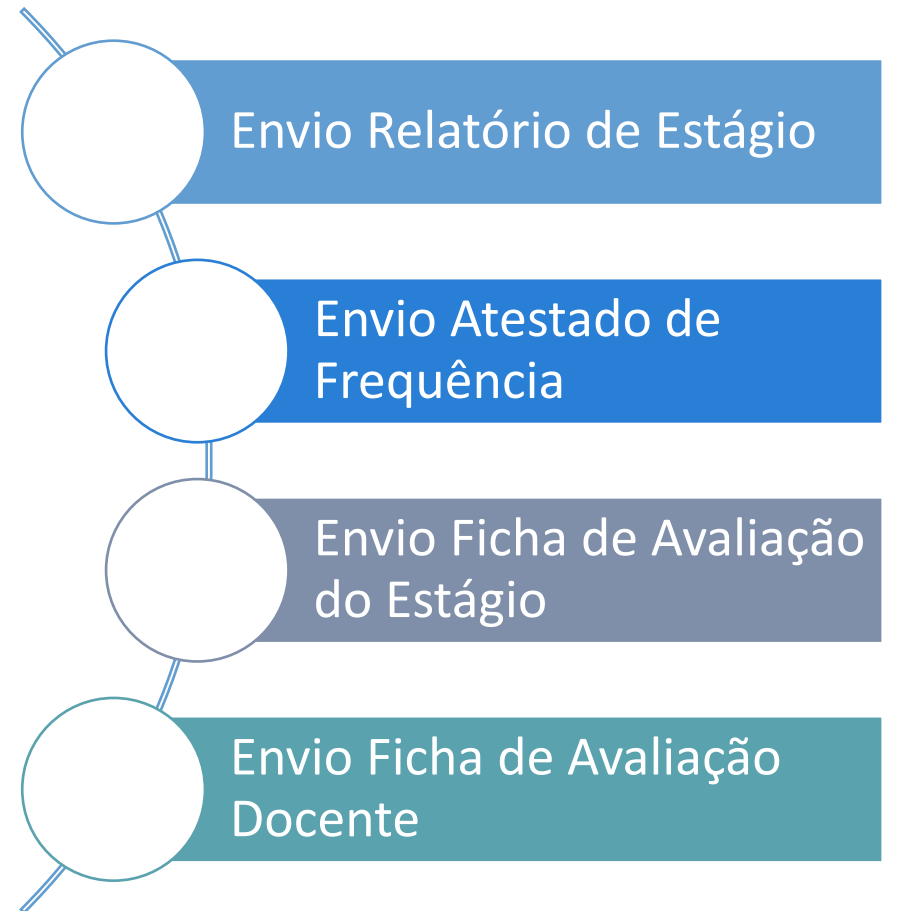 Envio Relatório de Estágio
Envio Atestado de
Frequência
Envio Ficha de Avaliação
do Estágio
Envio Ficha de Avaliação
Docente